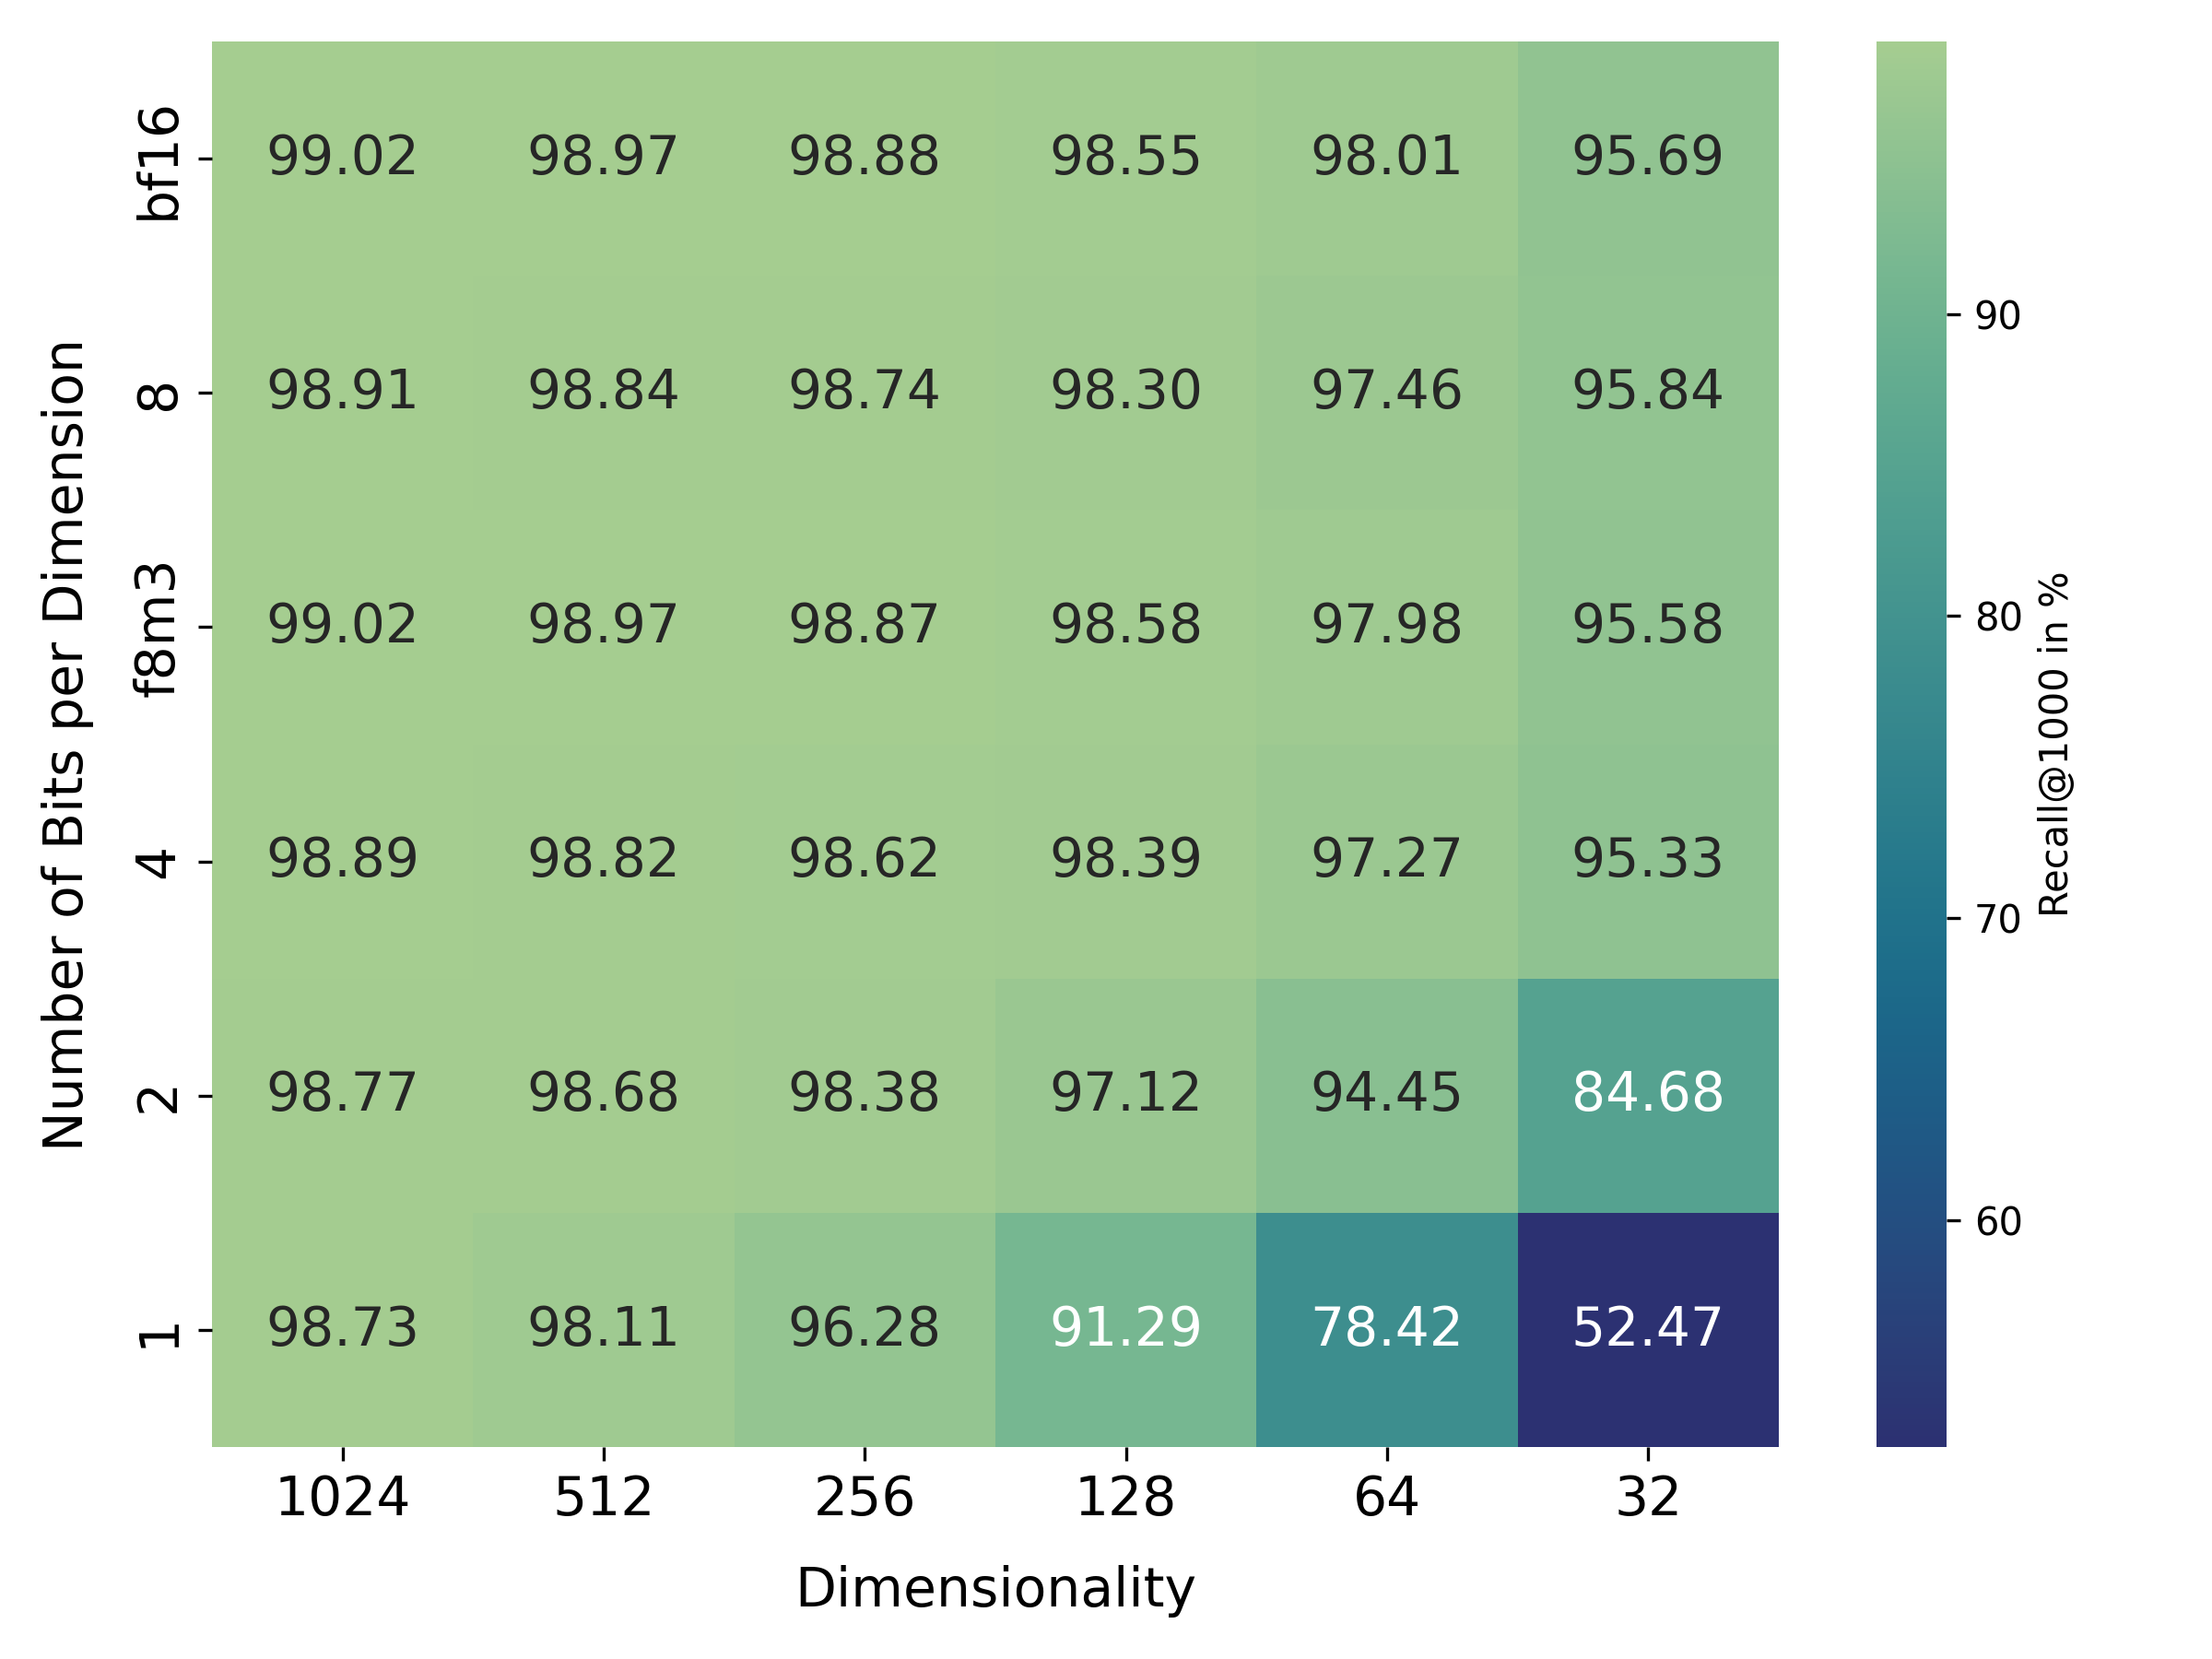 Number of Bits per Dimension
bf16 99.02 98.97 98.88 98.55 98.01 95.69
8 98.91 98.84 98.74 98.30 97.46 95.84
f8m3 99.02 98.97 98.87 98.58 97.98 95.58
4 98.89 98.82 98.62 98.39 97.27 95.33
2 98.77 98.68 98.38 97.12 94.45 84.68
1 98.73 98.11 96.28 91.29 78.42 52.47
1024 512 256 128 64 32
Dimensionality
90
80
70
60
Recall@1000 in %